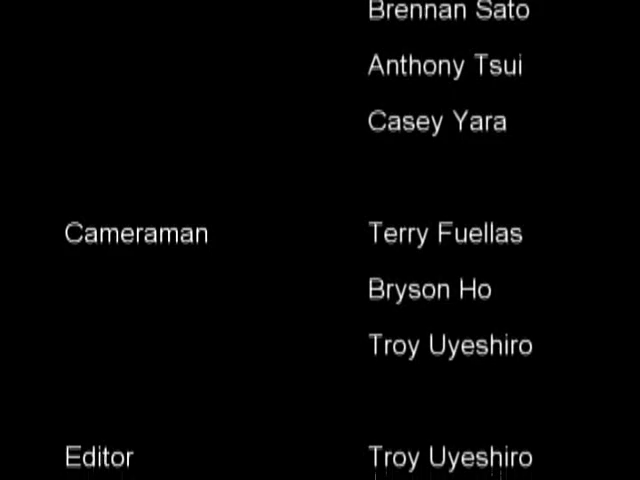 Brennan Sato
Anthony Tsui
Casey Yara
Cameraman Terry Fuellas
Bryson Ho
Troy Uyeshiro
Editor Troy Uyeshiro